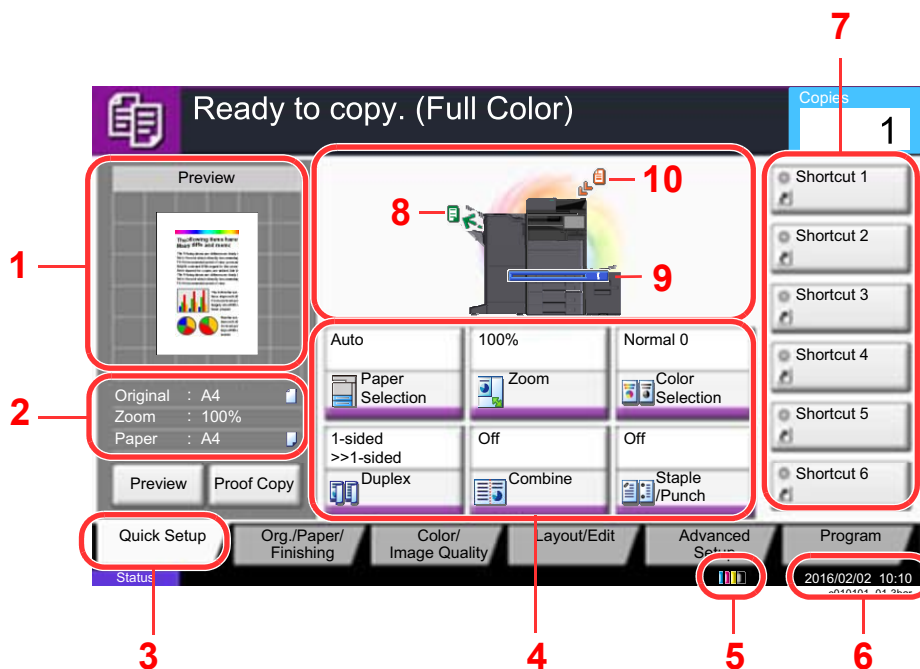 7
Ready to copy. (Full Color)
Copies
1
Preview
10
8
1
9
Shortcut 1
Shortcut 2
Shortcut 3
Shortcut 4
Shortcut 5
Shortcut 6
Auto
100%
Normal 0
Paper
Selection
Zoom
Color
Selection
2
Original : A4
Zoom : 100%
Paper : A4
1-sided
>>1-sided
Off
Off
Duplex
Combine
Staple
/Punch
Preview
Proof Copy
Quick Setup
Org./Paper/
Finishing
Color/
Image Quality
Layout/Edit
Advanced
Setup
Program
Status
2016/02/02 10:10
3
4
5
6